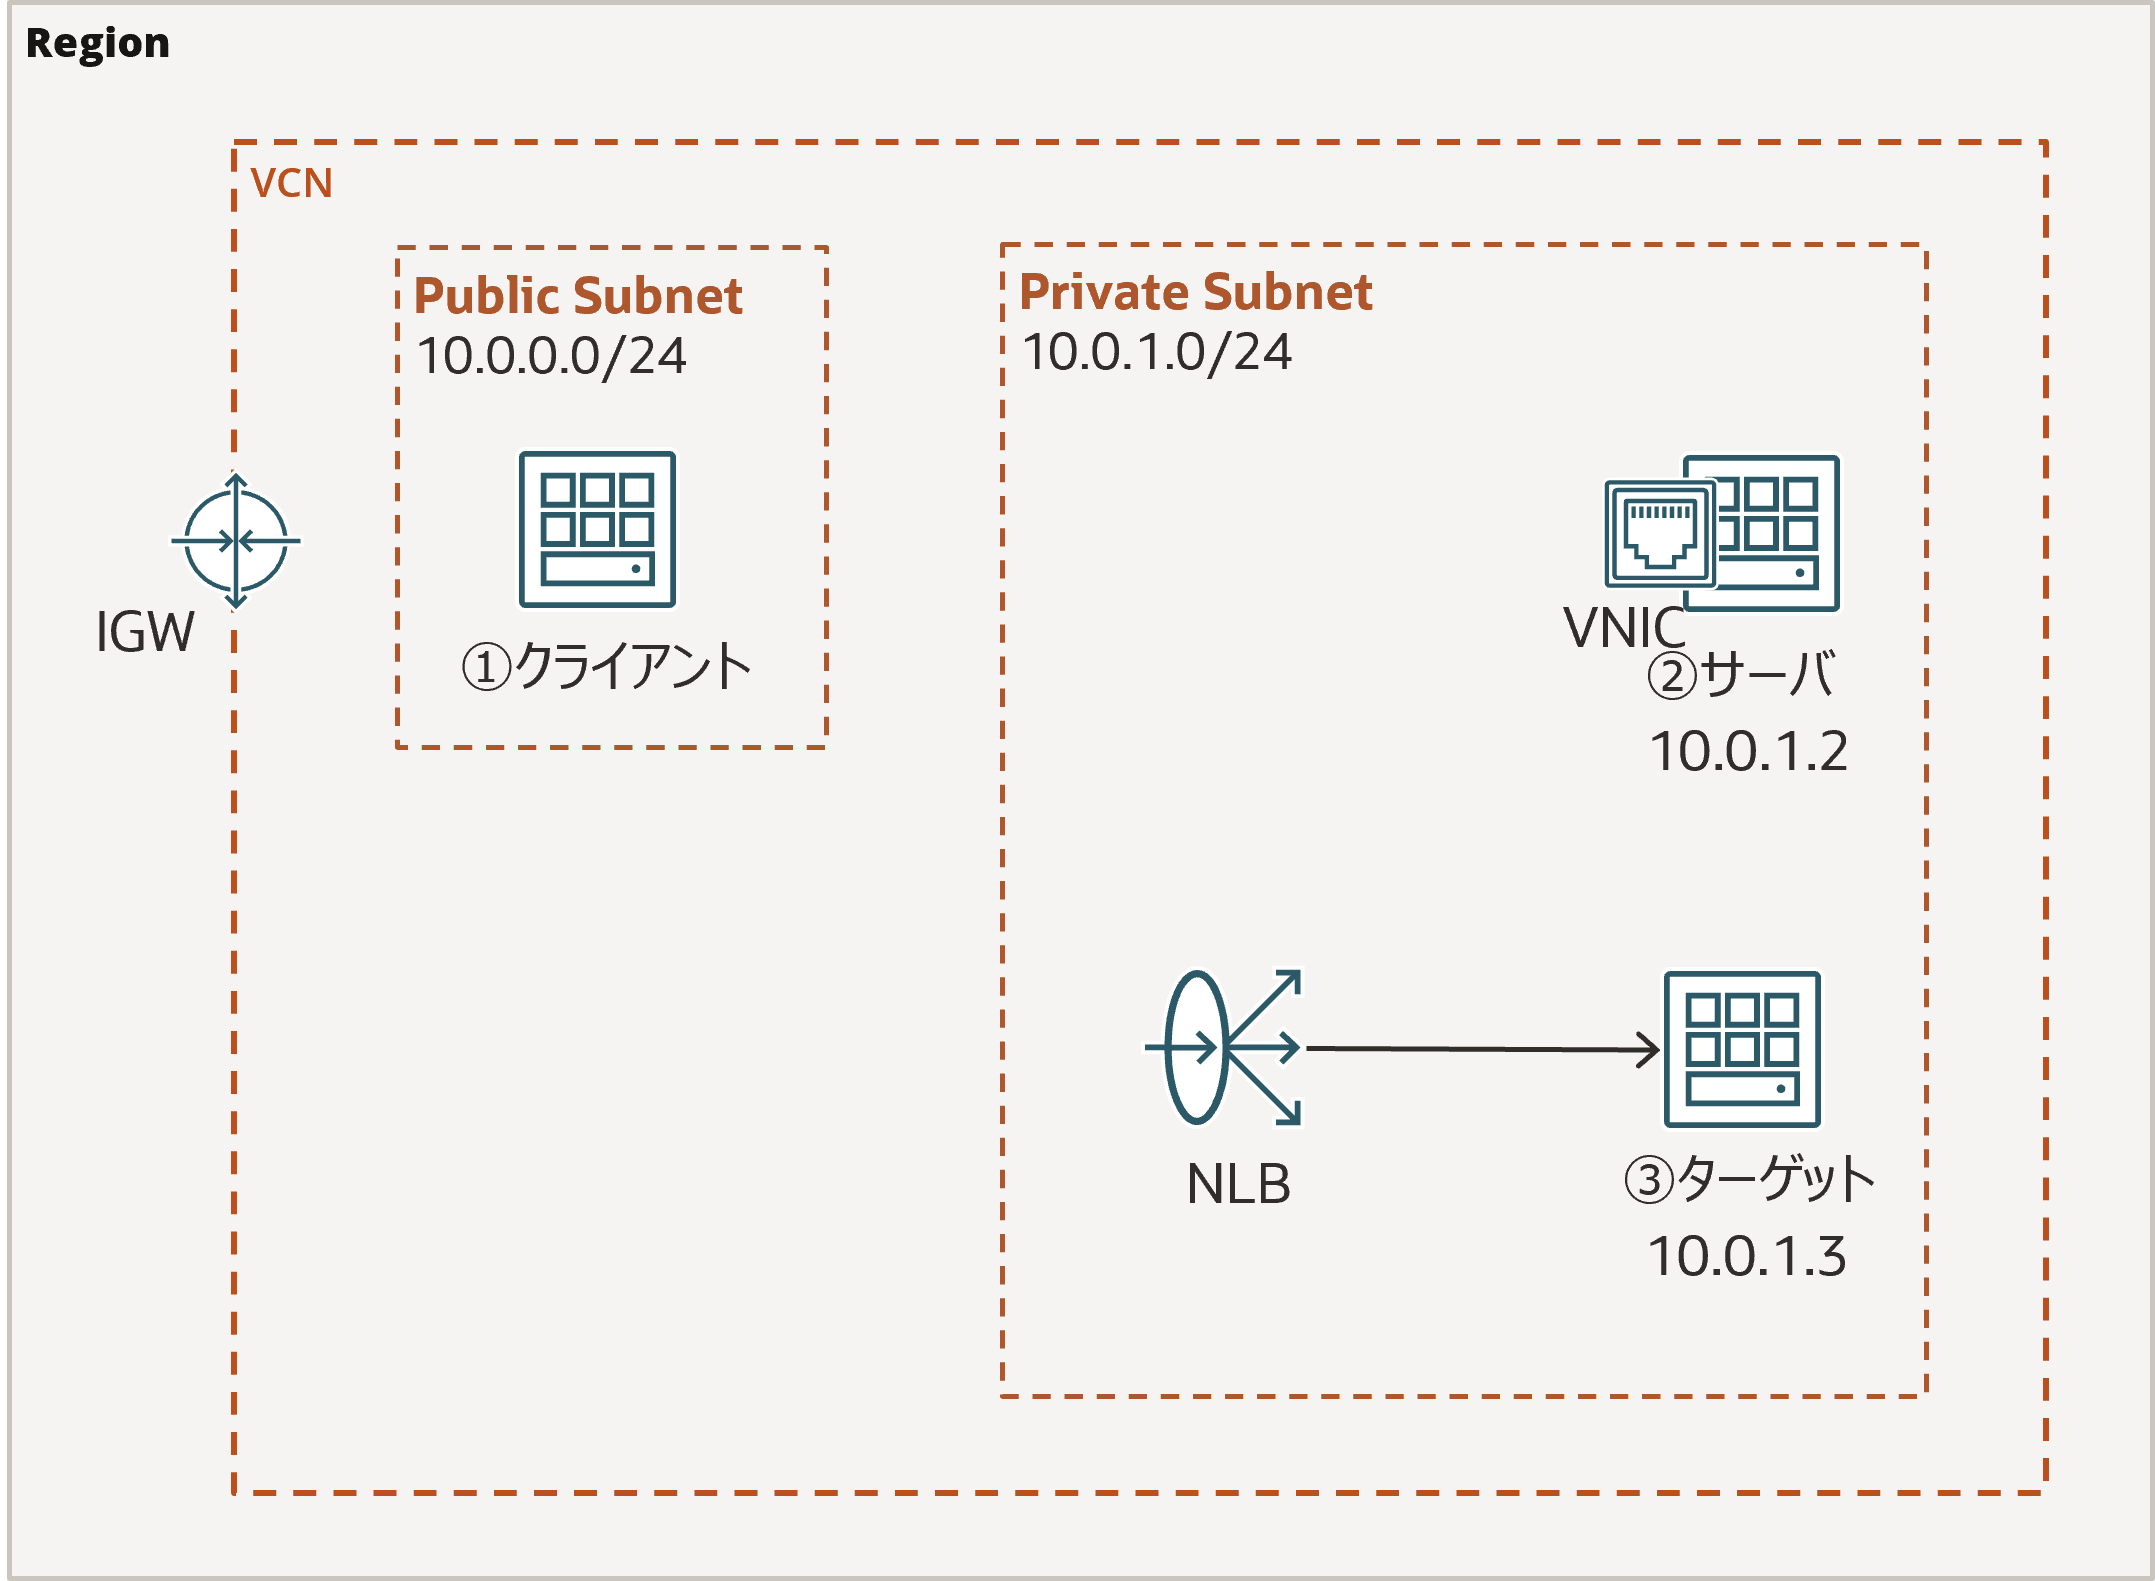 Region
VCN
Public Subnet
10.0.0.0/24
Private Subnet
10.0.1.0/24
IGW
①クライアント
VNIC
②サーバ
10.0.1.2
NLB
③ターゲット
10.0.1.3